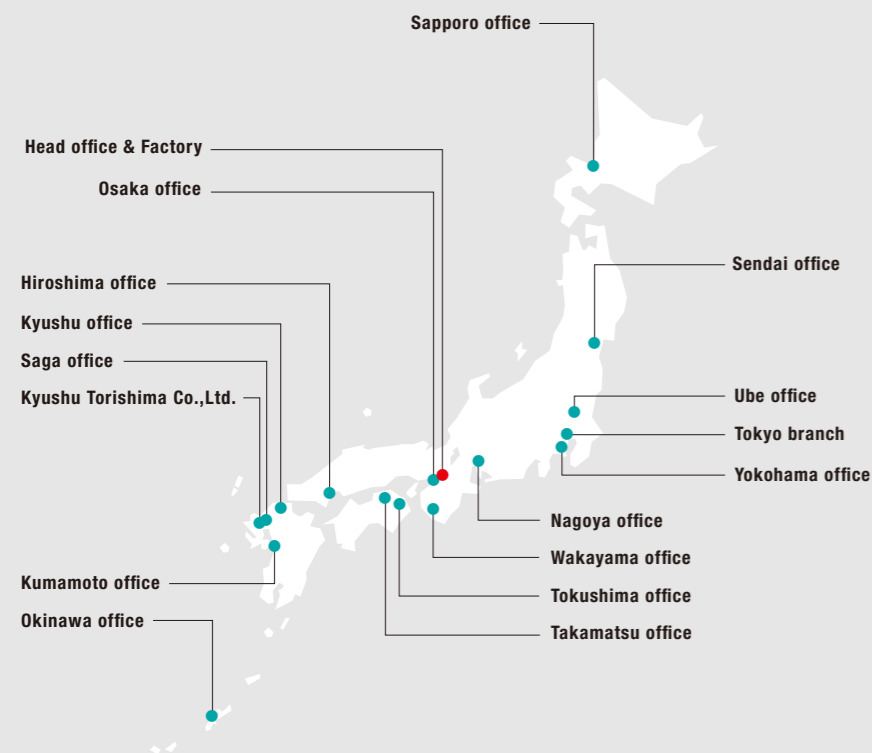 Sapporo office
Head office & Factory
Osaka office
Sendai office
Hiroshima office
Kyushu office
Saga office
Kyushu Torishima Co.,Ltd.
Ube office
Tokyo branch
Yokohama office
Nagoya office
Wakayama office
Kumamoto office
Tokushima office
Okinawa office
Takamatsu office